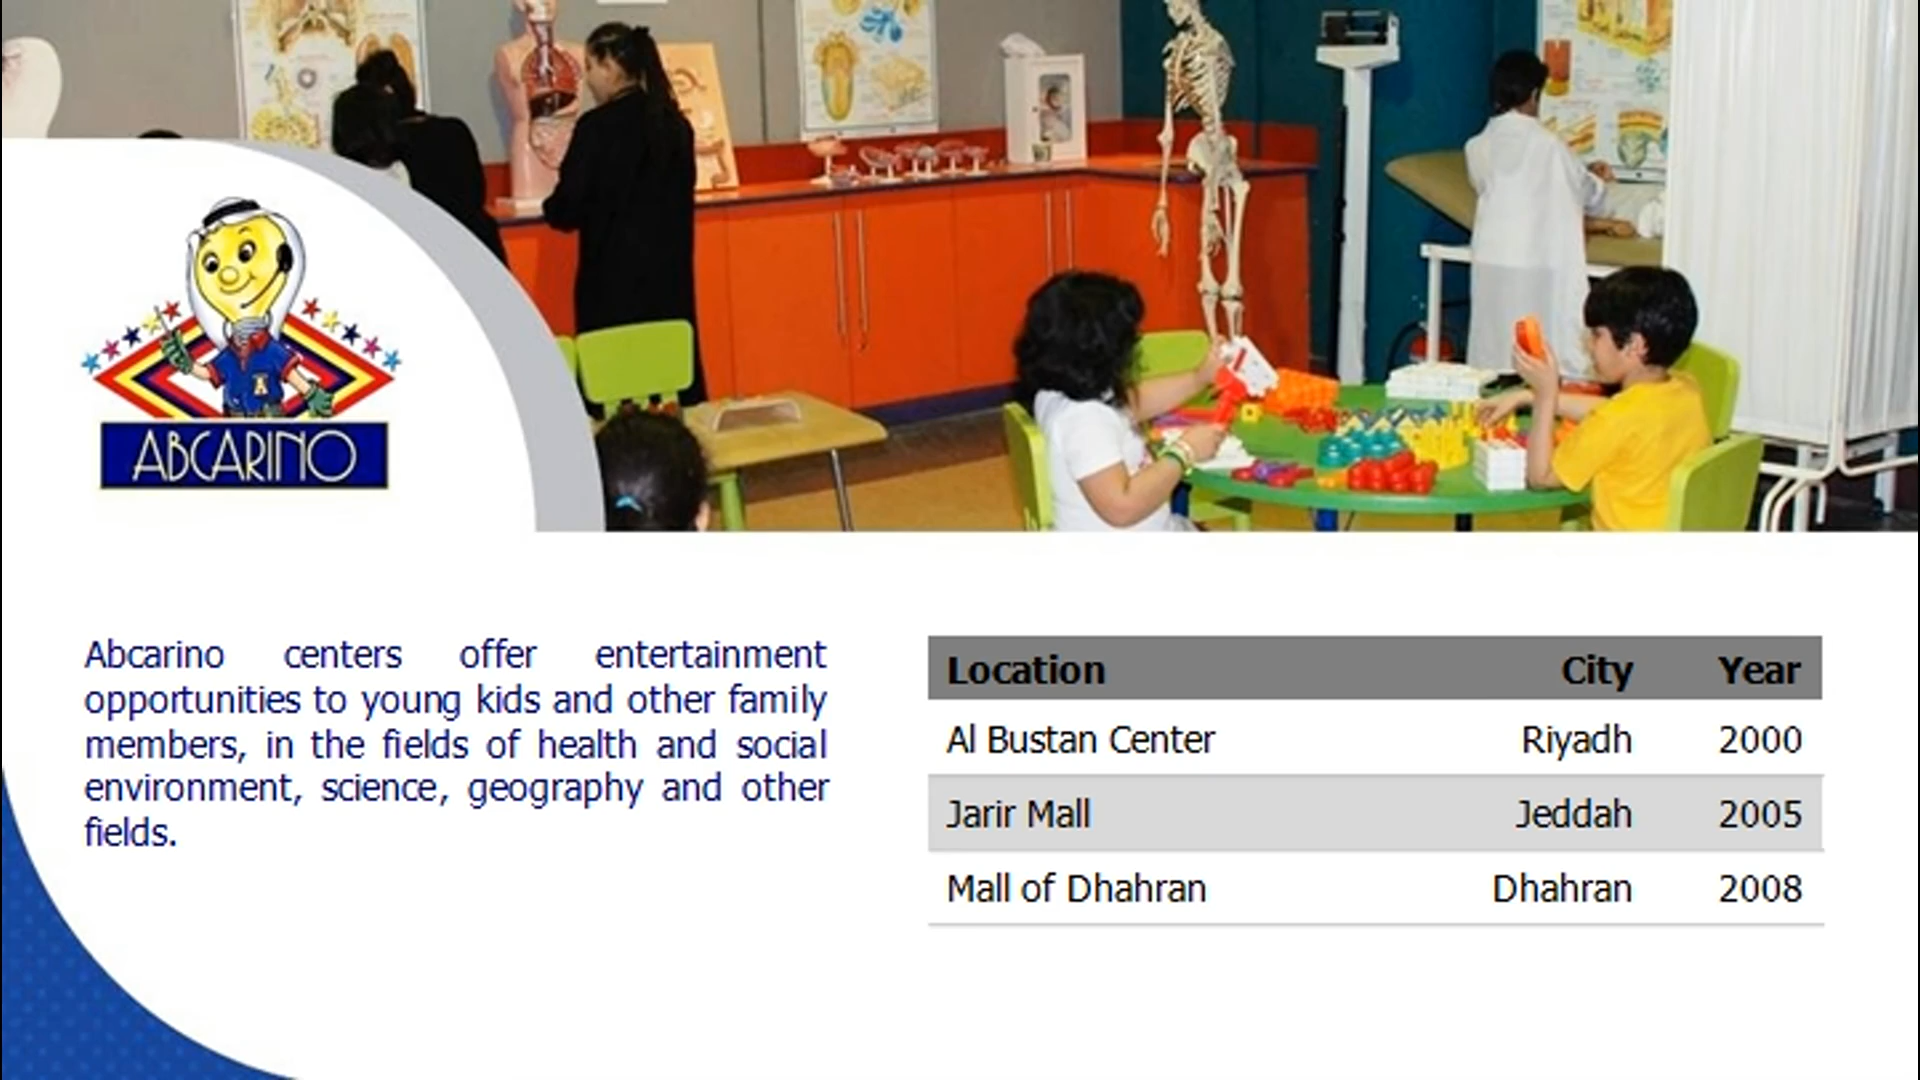 ABCARINO
Abcarino centers offer entertainment
opportunities to young kids and other family
members, in the fields of health and social
environment, science, geography and other
fields.
Location City Year
Al Bustan Center Riyadh 2000
Jarir Mall Jeddah 2005
Mall of Dhahran Dhahran 2008